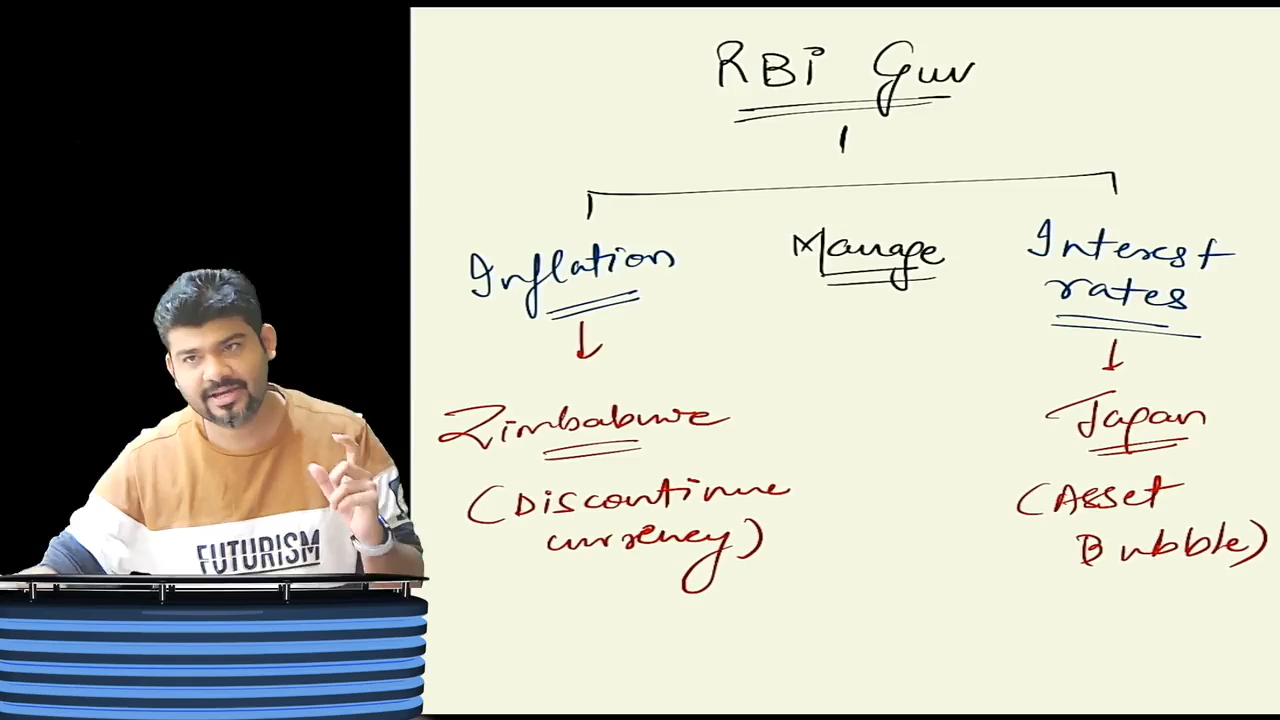 RBI Guv
Inflation
Manage
Interest
rates
Zimbabwe
Japan
(Discontinue
currency)
(Asset
Bubble)
FUTURISM